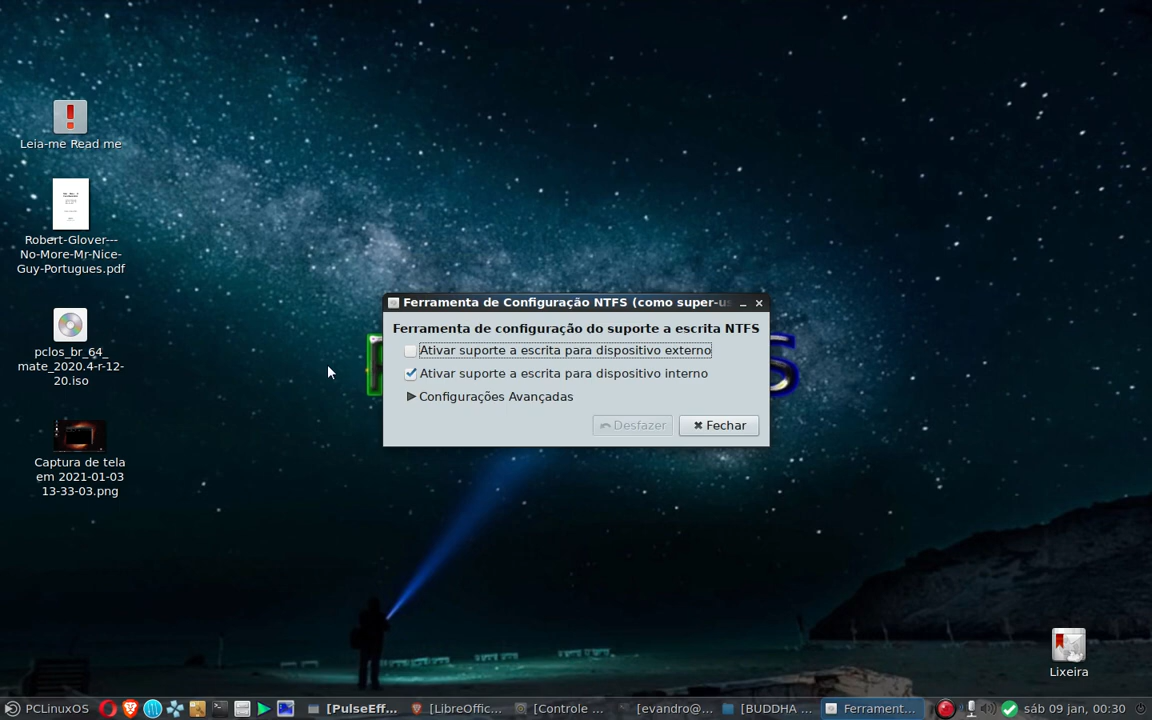 Leia-me Read me
Robert-Glover---
No-More-Mr-Nice-
Guy-Portugues.pdf
pclos_br_64_
mate_2020.4-r-12-
20.iso
Captura de tela
em 2021-01-03
13-33-03.png
Ferramenta de Configuração NTFS (como super-u
Ferramenta de configuração do suporte a escrita NTFS
Ativar suporte a escrita para dispositivo externo
Ativar suporte a escrita para dispositivo interno
Configurações Avançadas
Desfazer
Fechar
Lixeira
PCLinuxOS
[PulseEff...
[LibreOffic...
[Controle ...
[evandro@...
[BUDDHA ...
Ferrament...
sáb 09 jan, 00:30